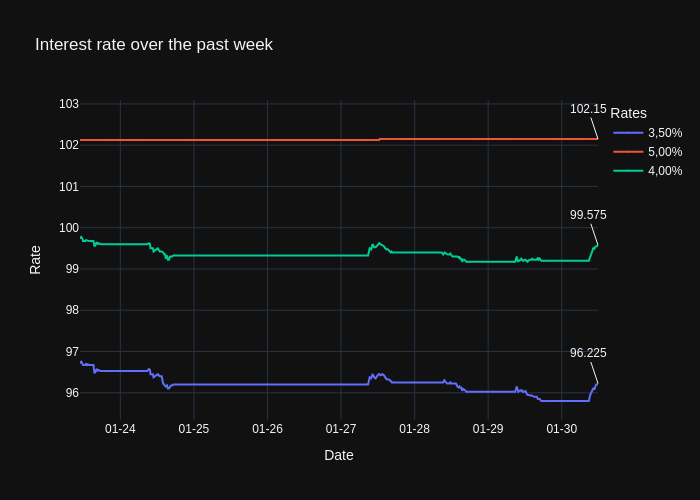 Interest rate over the past week
103
102
101
100
99
98
97
96
Rate
01-24 01-25 01-26 01-27 01-28 01-29 01-30
Date
102.15
99.575
96.225
Rates
3,50%
5,00%
4,00%